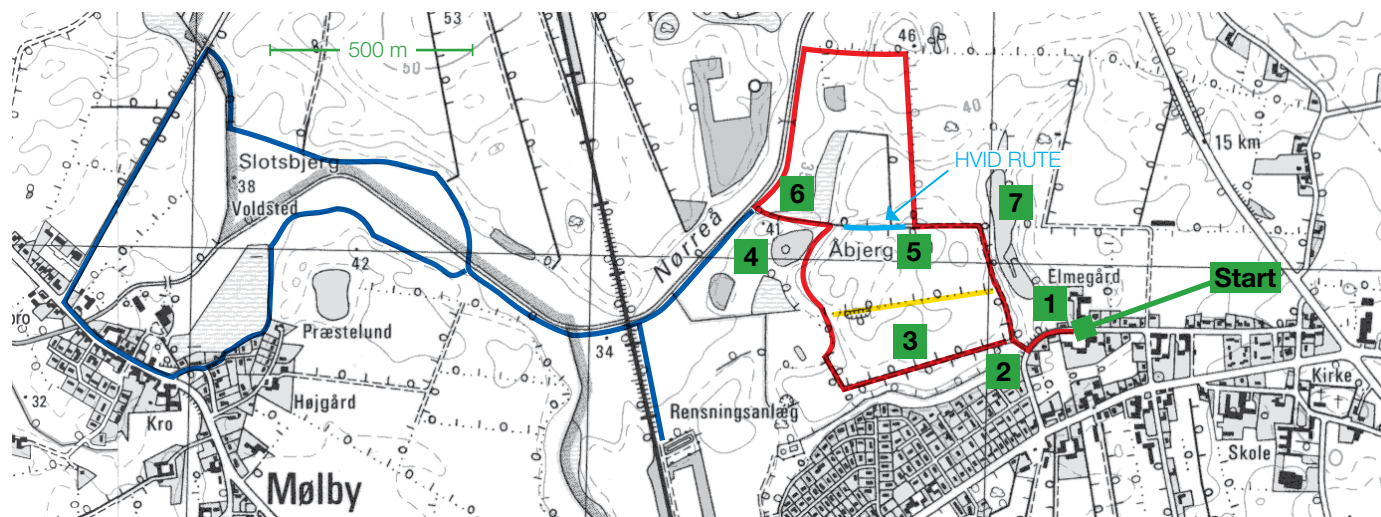 53
46
500 m
50
40
15 km
HVID RUTE
Slotsbjerg
38
Voldsted
6
7
Nørreå
41
4
Åbjerg
5
42
Elmegård
Start
1
Præstelund
3
34
2
Højgård
Rensningsanlæg
Kirke
32
Kro
Skole
Mølby